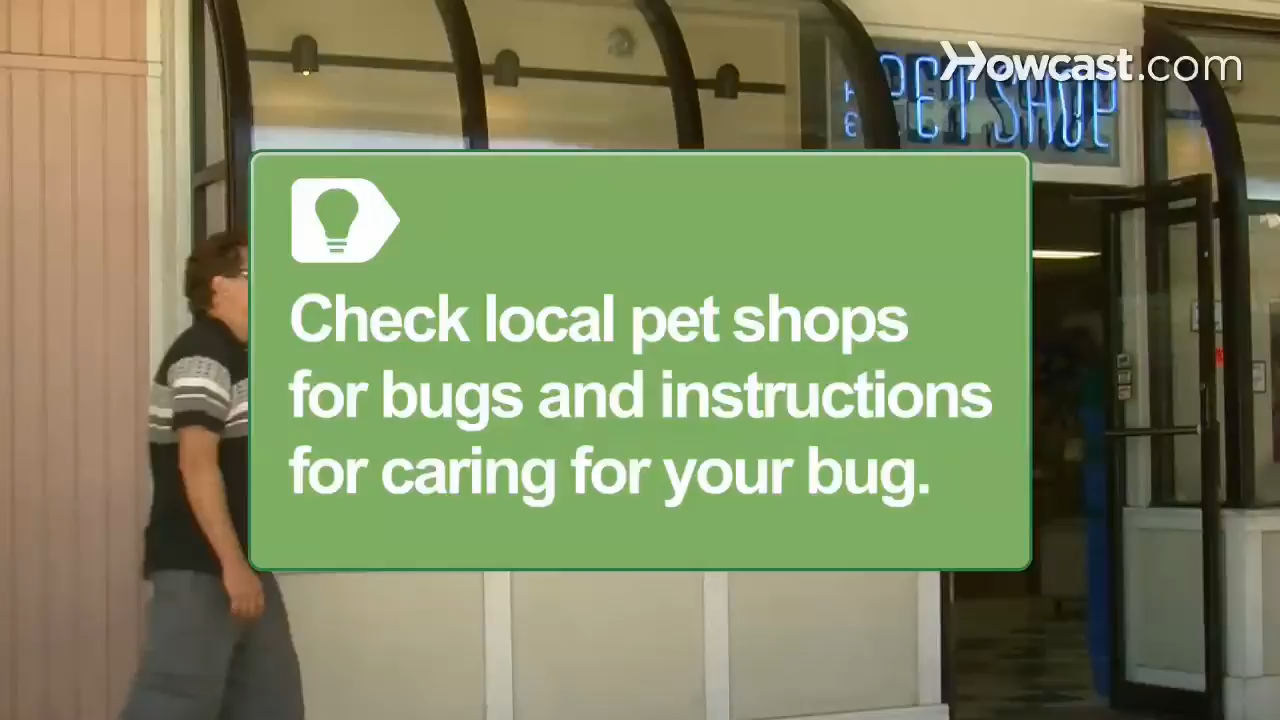 Howcast.com
PET SHOP
Check local pet shops
for bugs and instructions
for caring for your bug.